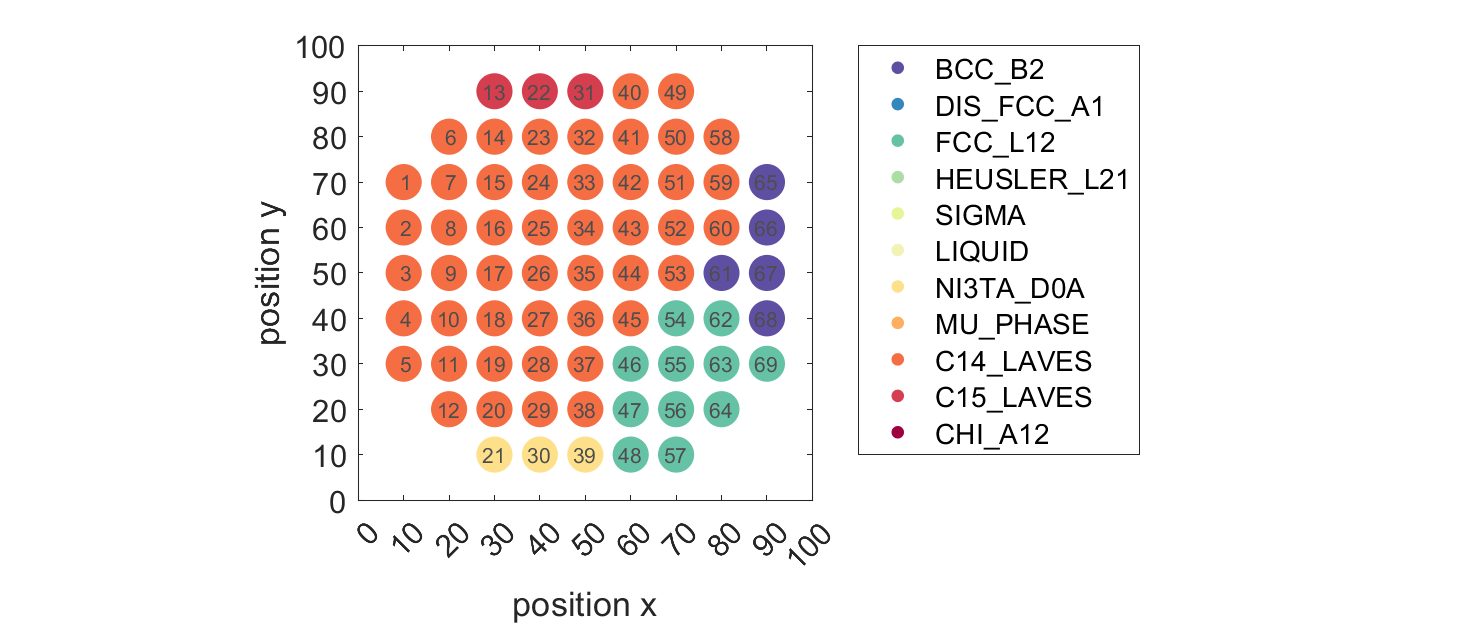 100
90
80
70
60
50
40
30
20
10
0
position y
13 22 31 40 49
6 14 23 32 41 50 58
1 7 15 24 33 42 51 59 65
2 8 16 25 34 43 52 60 66
3 9 17 26 35 44 53 61 67
4 10 18 27 36 45 54 62 68
5 11 19 28 37 46 55 63 69
12 20 29 38 47 56 64
21 30 39 48 57
0 10 20 30 40 50 60 70 80 90 100
position x
BCC_B2
DIS_FCC_A1
FCC_L12
HEUSLER_L21
SIGMA
LIQUID
NI3TA_D0A
MU_PHASE
C14_LAVES
C15_LAVES
CHI_A12